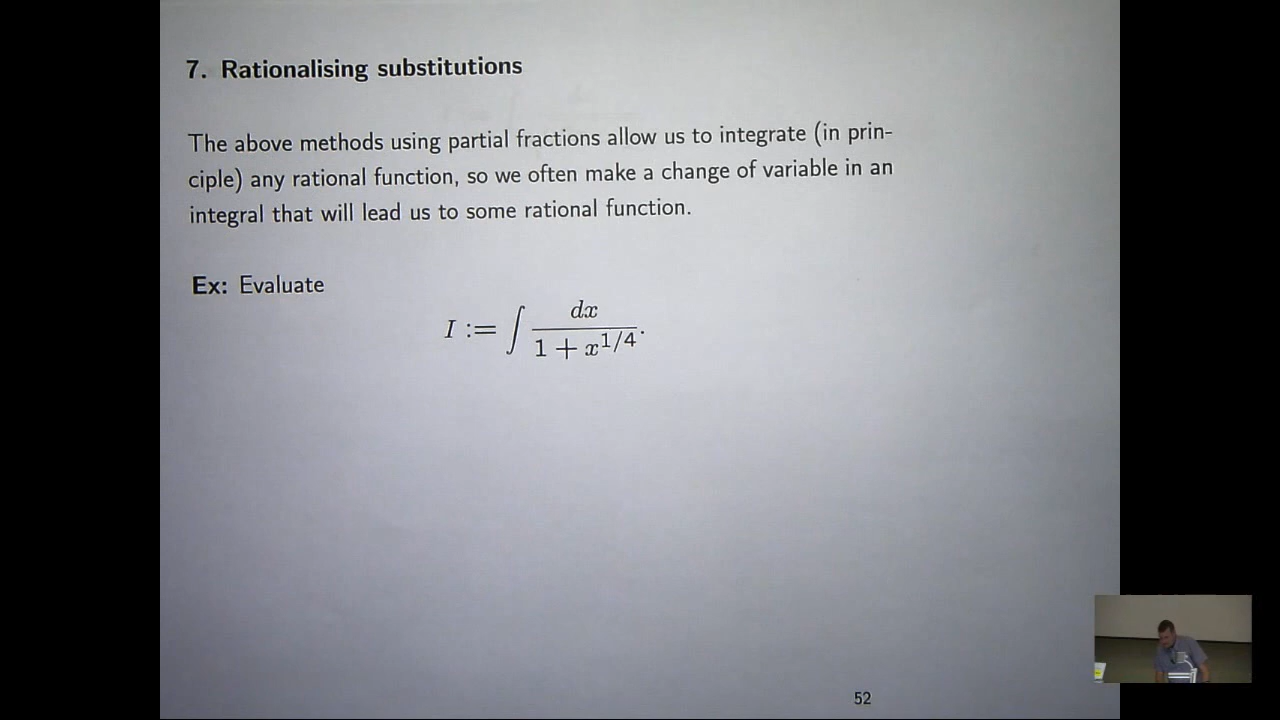 7. Rationalising substitutions
The above methods using partial fractions allow us to integrate (in prin-
ciple) any rational function, so we often make a change of variable in an
integral that will lead us to some rational function.
Ex: Evaluate
I := ∫ dx / (1 + x^{1/4}).
52